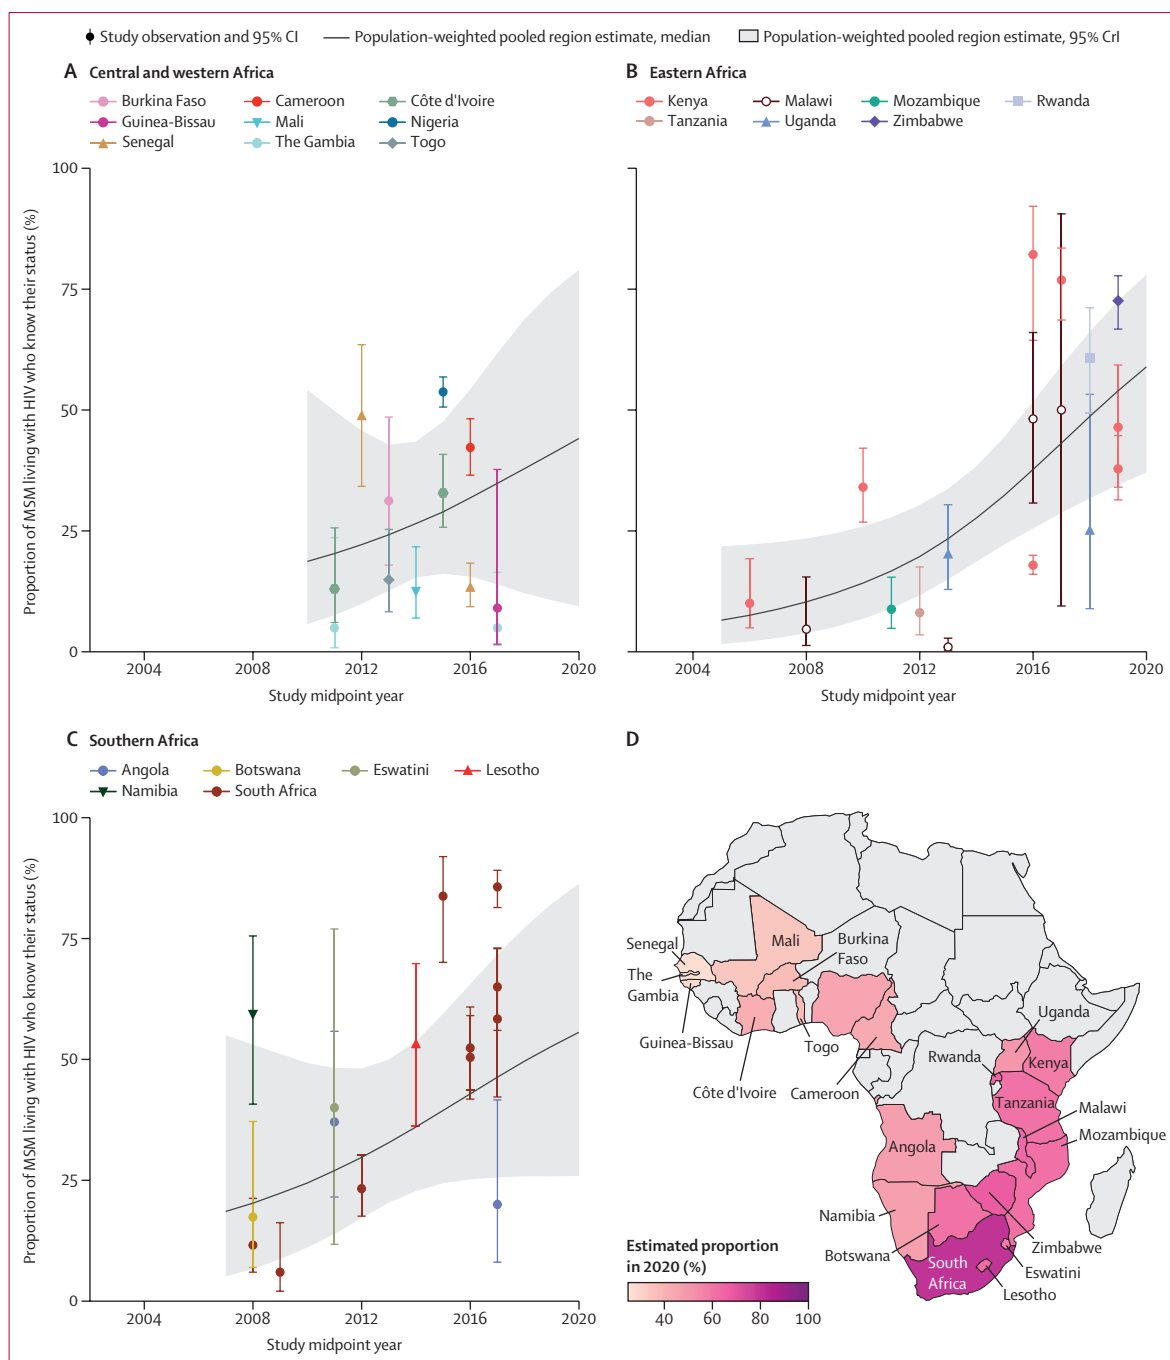 Study observation and 95% CI
Population-weighted pooled region estimate, median
Population-weighted pooled region estimate, 95% CrI
A Central and western Africa
Burkina Faso Cameroon Côte d'Ivoire
Guinea-Bissau Mali Nigeria
Senegal The Gambia Togo
Proportion of MSM living with HIV who know their status (%)
100
75
50
25
0
2004 2008 2012 2016 2020
Study midpoint year
B Eastern Africa
Kenya Malawi Mozambique Rwanda
Tanzania Uganda Zimbabwe
2004 2008 2012 2016 2020
Study midpoint year
C Southern Africa
Angola Botswana Eswatini Lesotho
Namibia South Africa
Proportion of MSM living with HIV who know their status (%)
100
75
50
25
0
2004 2008 2012 2016 2020
Study midpoint year
D
Senegal
Mali
Burkina
Faso
The
Gambia
Guinea-Bissau
Togo
Côte d'Ivoire
Cameroon
Uganda
Rwanda
Kenya
Tanzania
Malawi
Mozambique
Angola
Namibia
Botswana
Zimbabwe
Eswatini
South
Africa
Lesotho
Estimated proportion
in 2020 (%)
40 60 80 100